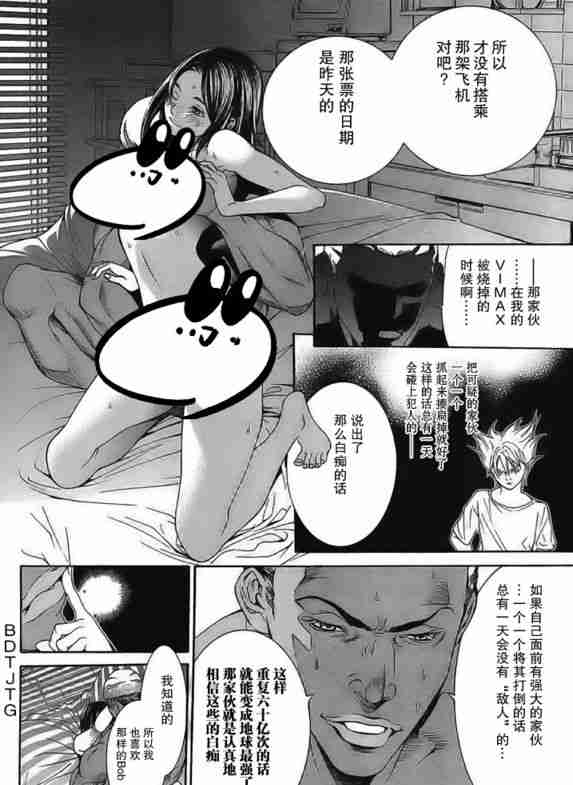 所以
才没有搭乘
那架飞机
对吧？
那张票的日期
是昨天的
——那家伙
……在我的
VIMAX
被烧掉的
时候啊……
把可疑的家伙
一个一个
抓起来揍扁掉就好了
这样的话总有一天
会碰上犯人的——
说出了
那么白痴的话
如果自己面前有强大的家伙
…一个一个将其打倒的话
总有一天会没有“敌人”的…
这样
重复六十亿次的话
就能变成地球最强了
那家伙就是认真地
相信这些的白痴
我知道的
所以我
也喜欢
那样的Bob
BDTJTG